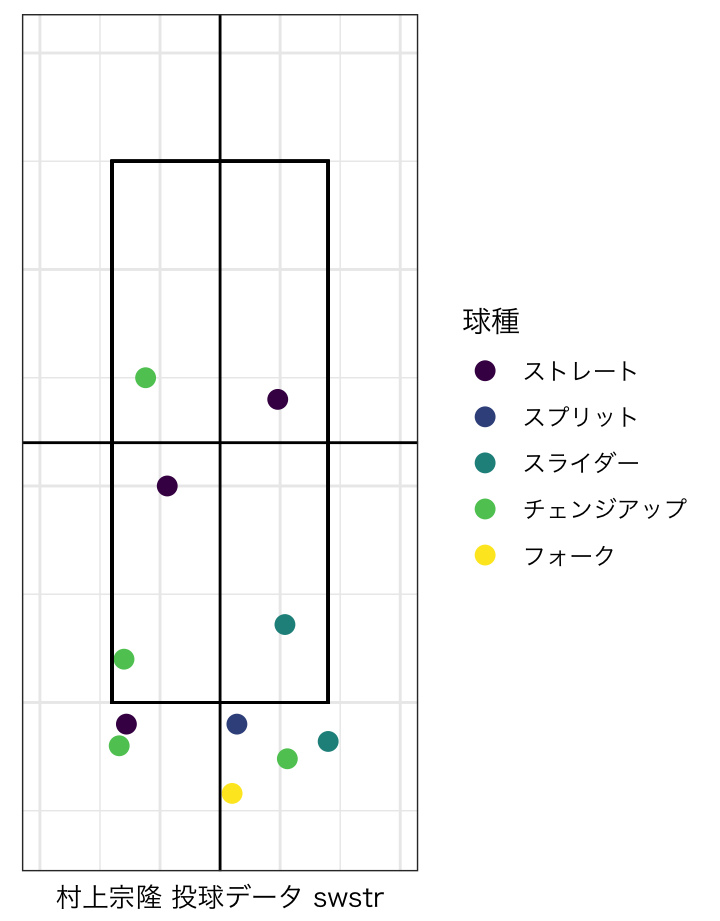 球種
ストレート
スプリット
スライダー
チェンジアップ
フォーク
村上宗隆 投球データ swstr